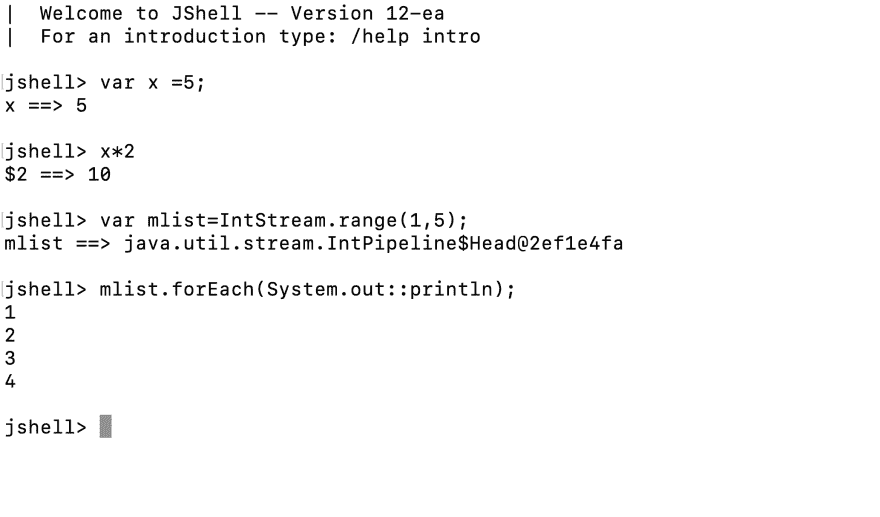 |  Welcome to JShell -- Version 12-ea
|  For an introduction type: /help intro
jshell> var x =5;
x ==> 5
jshell> x*2
$2 ==> 10
jshell> var mlist=IntStream.range(1,5);
mlist ==> java.util.stream.IntPipeline$Head@2ef1e4fa
jshell> mlist.forEach(System.out::println);
1
2
3
4
jshell>